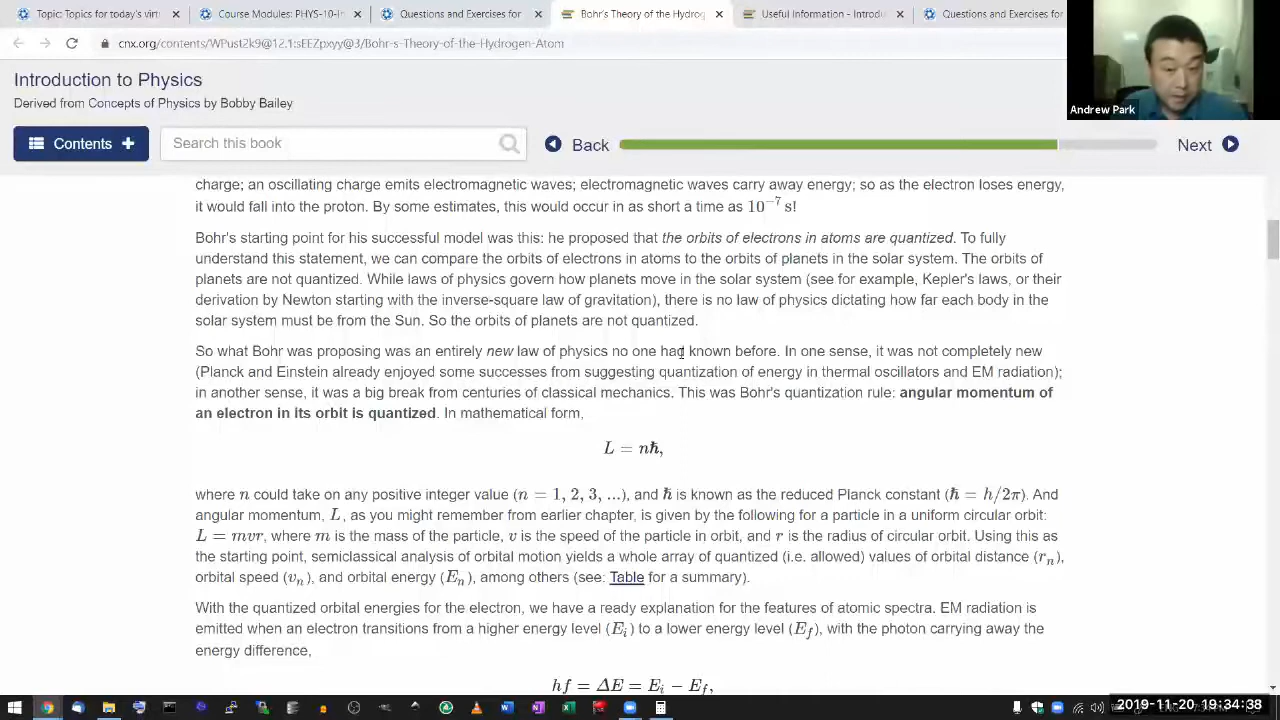 Topic Topics for today's virt
Course Modules: PHYS-10-In
Questions and Exercises for
Bohr's Theory of the Hydrog
Useful Information - Introdu
Questions and Exercises for
cnx.org/contents/WPust2k9@12.1:sEEZpxyy@3/Bohr-s-Theory-of-the-Hydrogen-Atom
Andrew Park
Introduction to Physics
Derived from Concepts of Physics by Bobby Bailey
Contents +
Search this book
Back
Next
charge; an oscillating charge emits electromagnetic waves; electromagnetic waves carry away energy; so as the electron loses energy,
it would fall into the proton. By some estimates, this would occur in as short a time as 10⁻⁷ s!
Bohr's starting point for his successful model was this: he proposed that the orbits of electrons in atoms are quantized. To fully
understand this statement, we can compare the orbits of electrons in atoms to the orbits of planets in the solar system. The orbits of
planets are not quantized. While laws of physics govern how planets move in the solar system (see for example, Kepler's laws, or their
derivation by Newton starting with the inverse-square law of gravitation), there is no law of physics dictating how far each body in the
solar system must be from the Sun. So the orbits of planets are not quantized.
So what Bohr was proposing was an entirely new law of physics no one had known before. In one sense, it was not completely new
(Planck and Einstein already enjoyed some successes from suggesting quantization of energy in thermal oscillators and EM radiation);
in another sense, it was a big break from centuries of classical mechanics. This was Bohr's quantization rule: angular momentum of
an electron in its orbit is quantized. In mathematical form,
L = nħ,
where n could take on any positive integer value (n = 1, 2, 3, ...), and ħ is known as the reduced Planck constant (ħ = h/2π). And
angular momentum, L, as you might remember from earlier chapter, is given by the following for a particle in a uniform circular orbit:
L = mvr, where m is the mass of the particle, v is the speed of the particle in orbit, and r is the radius of circular orbit. Using this as
the starting point, semiclassical analysis of orbital motion yields a whole array of quantized (i.e. allowed) values of orbital distance (rₙ),
orbital speed (vₙ), and orbital energy (Eₙ), among others (see: Table for a summary).
With the quantized orbital energies for the electron, we have a ready explanation for the features of atomic spectra. EM radiation is
emitted when an electron transitions from a higher energy level (Eᵢ) to a lower energy level (E_f), with the photon carrying away the
energy difference,
hf = ΔE = Eᵢ − E_f,
2019-11-20 19:34:38